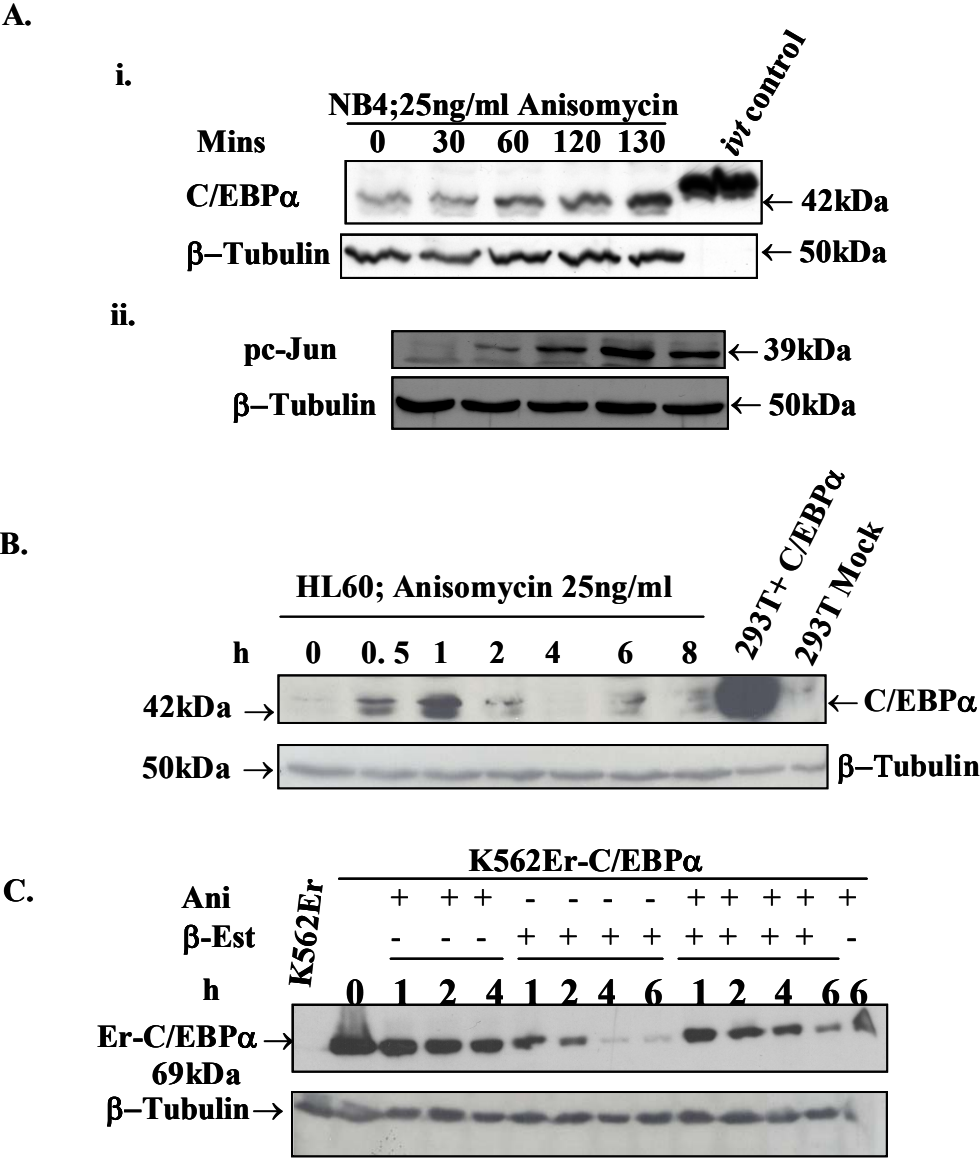 A.
i.
NB4;25ng/ml Anisomycin
ivt control
Mins 0 30 60 120 130
C/EBPα ← 42kDa
β–Tubulin ← 50kDa
ii.
pc-Jun ← 39kDa
β–Tubulin ← 50kDa
B.
HL60; Anisomycin 25ng/ml
293T+ C/EBPα
293T Mock
h 0 0. 5 1 2 4 6 8
42kDa → ← C/EBPα
50kDa → β–Tubulin
C.
K562Er-C/EBPα
K562Er
Ani + + + - - - - + + + + +
β-Est - - - + + + + + + + + -
h 0 1 2 4 1 2 4 6 1 2 4 6 6
Er-C/EBPα →
69kDa
β–Tubulin →